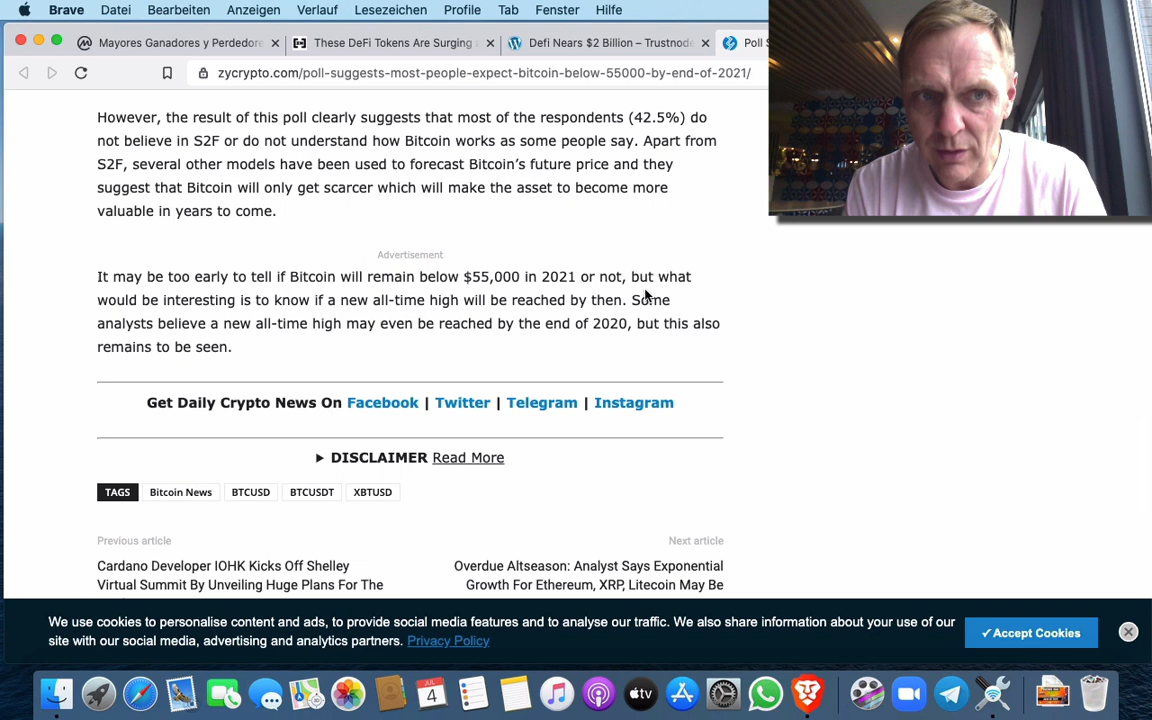 Brave Datei Bearbeiten Anzeigen Verlauf Lesezeichen Profile Tab Fenster Hilfe
Mayores Ganadores y Perdedore
These DeFi Tokens Are Surging
Defi Nears $2 Billion – Trustnode
Poll S
zycrypto.com/poll-suggests-most-people-expect-bitcoin-below-55000-by-end-of-2021/
However, the result of this poll clearly suggests that most of the respondents (42.5%) do
not believe in S2F or do not understand how Bitcoin works as some people say. Apart from
S2F, several other models have been used to forecast Bitcoin's future price and they
suggest that Bitcoin will only get scarcer which will make the asset to become more
valuable in years to come.
Advertisement
It may be too early to tell if Bitcoin will remain below $55,000 in 2021 or not, but what
would be interesting is to know if a new all-time high will be reached by then. Some
analysts believe a new all-time high may even be reached by the end of 2020, but this also
remains to be seen.
Get Daily Crypto News On Facebook | Twitter | Telegram | Instagram
► DISCLAIMER Read More
TAGS Bitcoin News BTCUSD BTCUSDT XBTUSD
Previous article
Next article
Cardano Developer IOHK Kicks Off Shelley
Virtual Summit By Unveiling Huge Plans For The
Overdue Altseason: Analyst Says Exponential
Growth For Ethereum, XRP, Litecoin May Be
We use cookies to personalise content and ads, to provide social media features and to analyse our traffic. We also share information about your use of our
site with our social media, advertising and analytics partners. Privacy Policy
✓Accept Cookies
JUL
4
tv